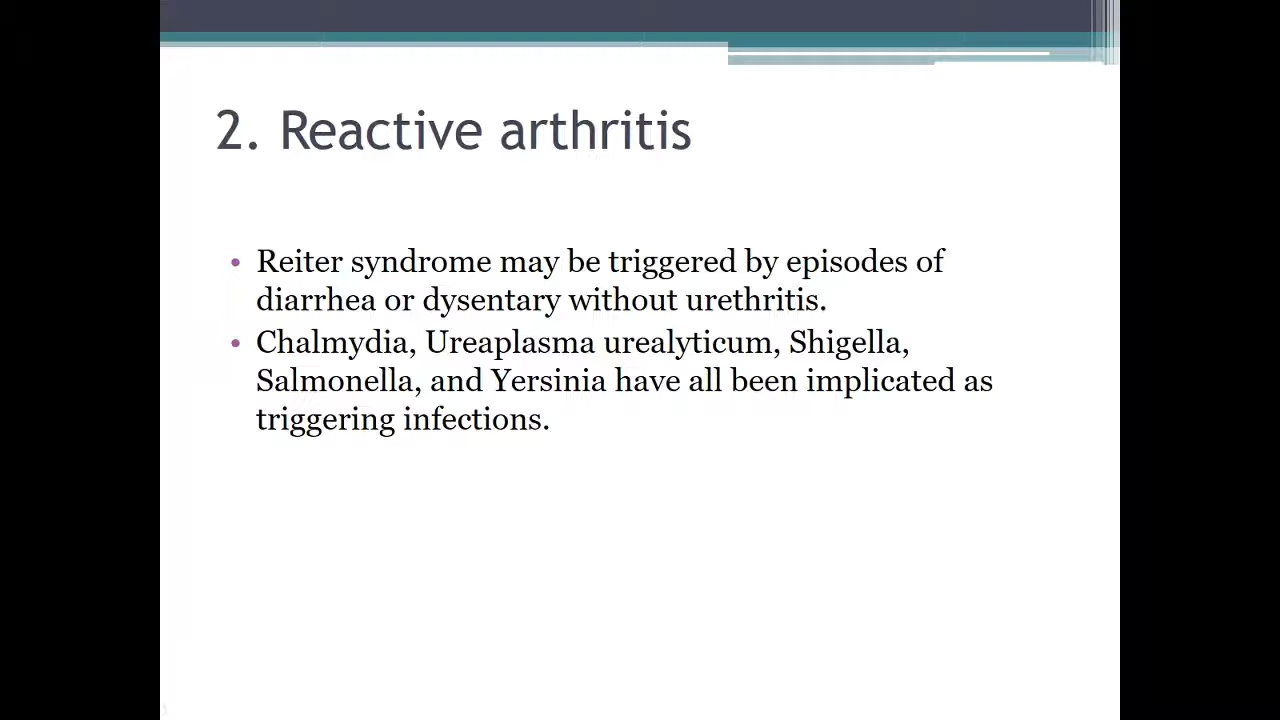 2. Reactive arthritis
• Reiter syndrome may be triggered by episodes of
diarrhea or dysentary without urethritis.
• Chalmydia, Ureaplasma urealyticum, Shigella,
Salmonella, and Yersinia have all been implicated as
triggering infections.